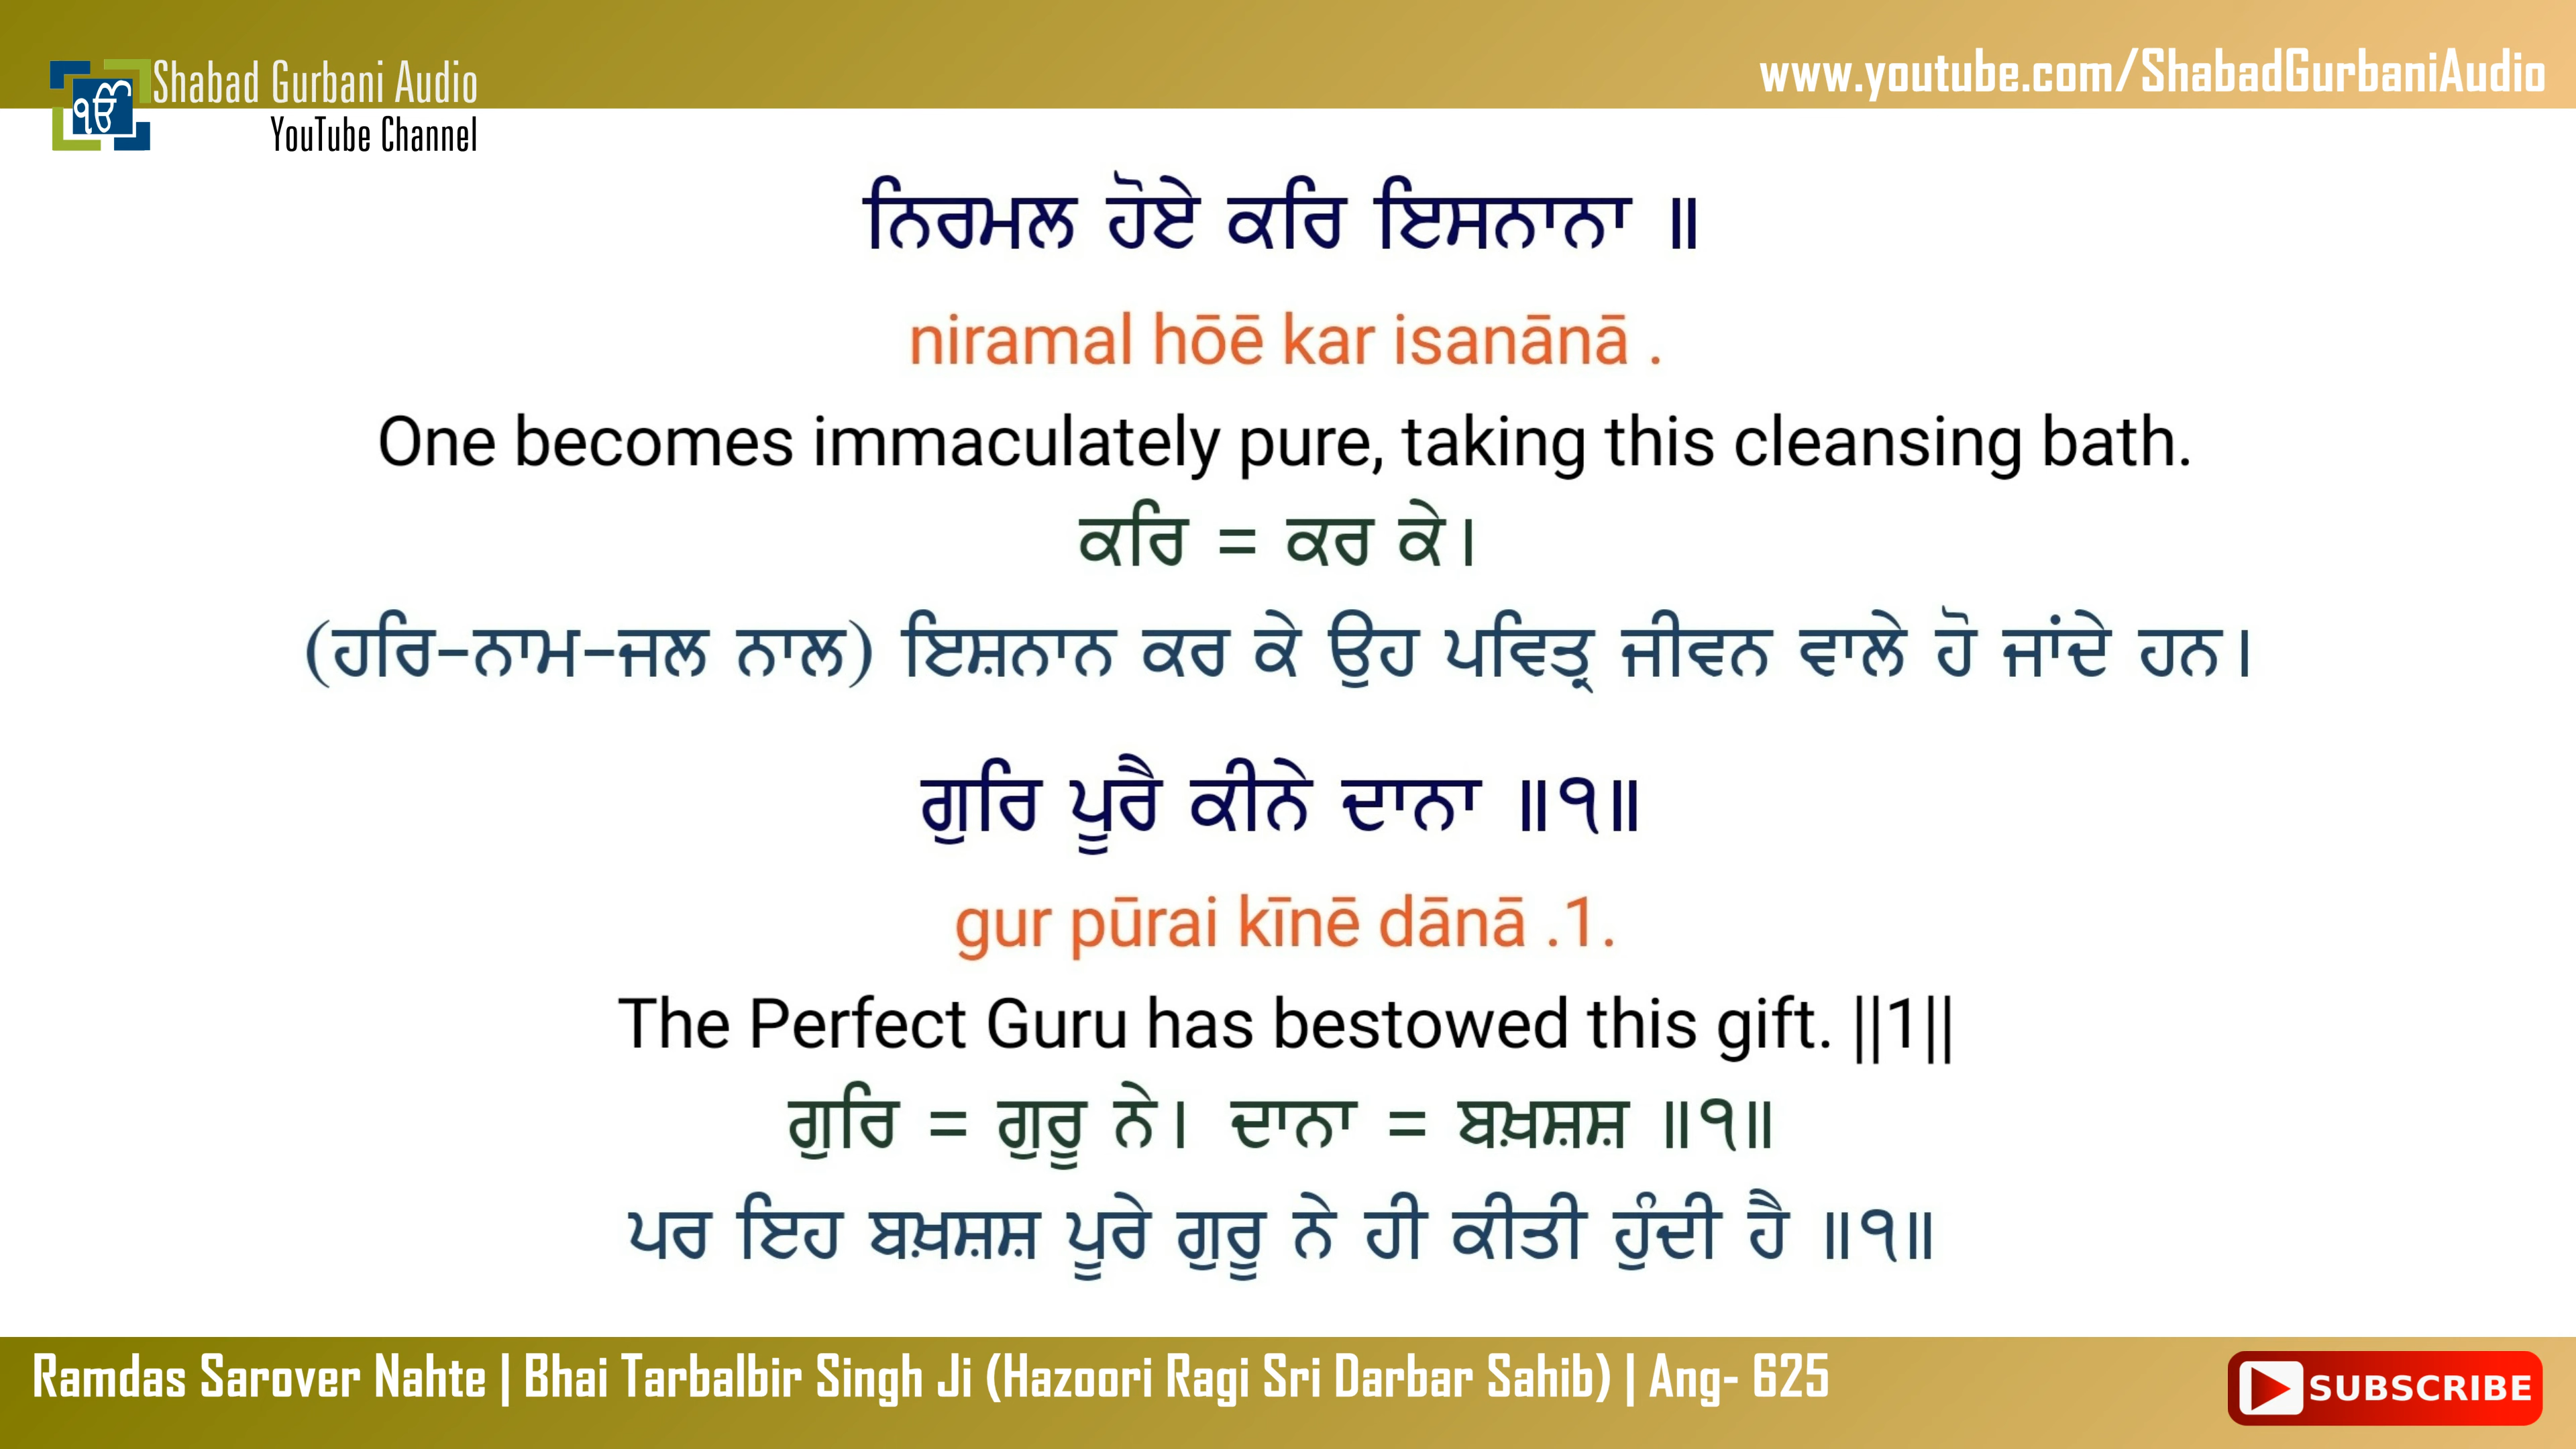 Shabad Gurbani Audio
YouTube Channel
ੴ
www.youtube.com/ShabadGurbaniAudio
ਨਿਰਮਲ ਹੋਏ ਕਰਿ ਇਸਨਾਨਾ ॥
niramal hōē kar isanānā .
One becomes immaculately pure, taking this cleansing bath.
ਕਰਿ = ਕਰ ਕੇ।
(ਹਰਿ-ਨਾਮ-ਜਲ ਨਾਲ) ਇਸ਼ਨਾਨ ਕਰ ਕੇ ਉਹ ਪਵਿਤ੍ਰ ਜੀਵਨ ਵਾਲੇ ਹੋ ਜਾਂਦੇ ਹਨ।
ਗੁਰਿ ਪੂਰੈ ਕੀਨੇ ਦਾਨਾ ॥੧॥
gur pūrai kīnē dānā .1.
The Perfect Guru has bestowed this gift. ||1||
ਗੁਰਿ = ਗੁਰੂ ਨੇ। ਦਾਨਾ = ਬਖ਼ਸ਼ਸ਼ ॥੧॥
ਪਰ ਇਹ ਬਖ਼ਸ਼ਸ਼ ਪੂਰੇ ਗੁਰੂ ਨੇ ਹੀ ਕੀਤੀ ਹੁੰਦੀ ਹੈ ॥੧॥
Ramdas Sarover Nahte | Bhai Tarbalbir Singh Ji (Hazoori Ragi Sri Darbar Sahib) | Ang- 625
SUBSCRIBE